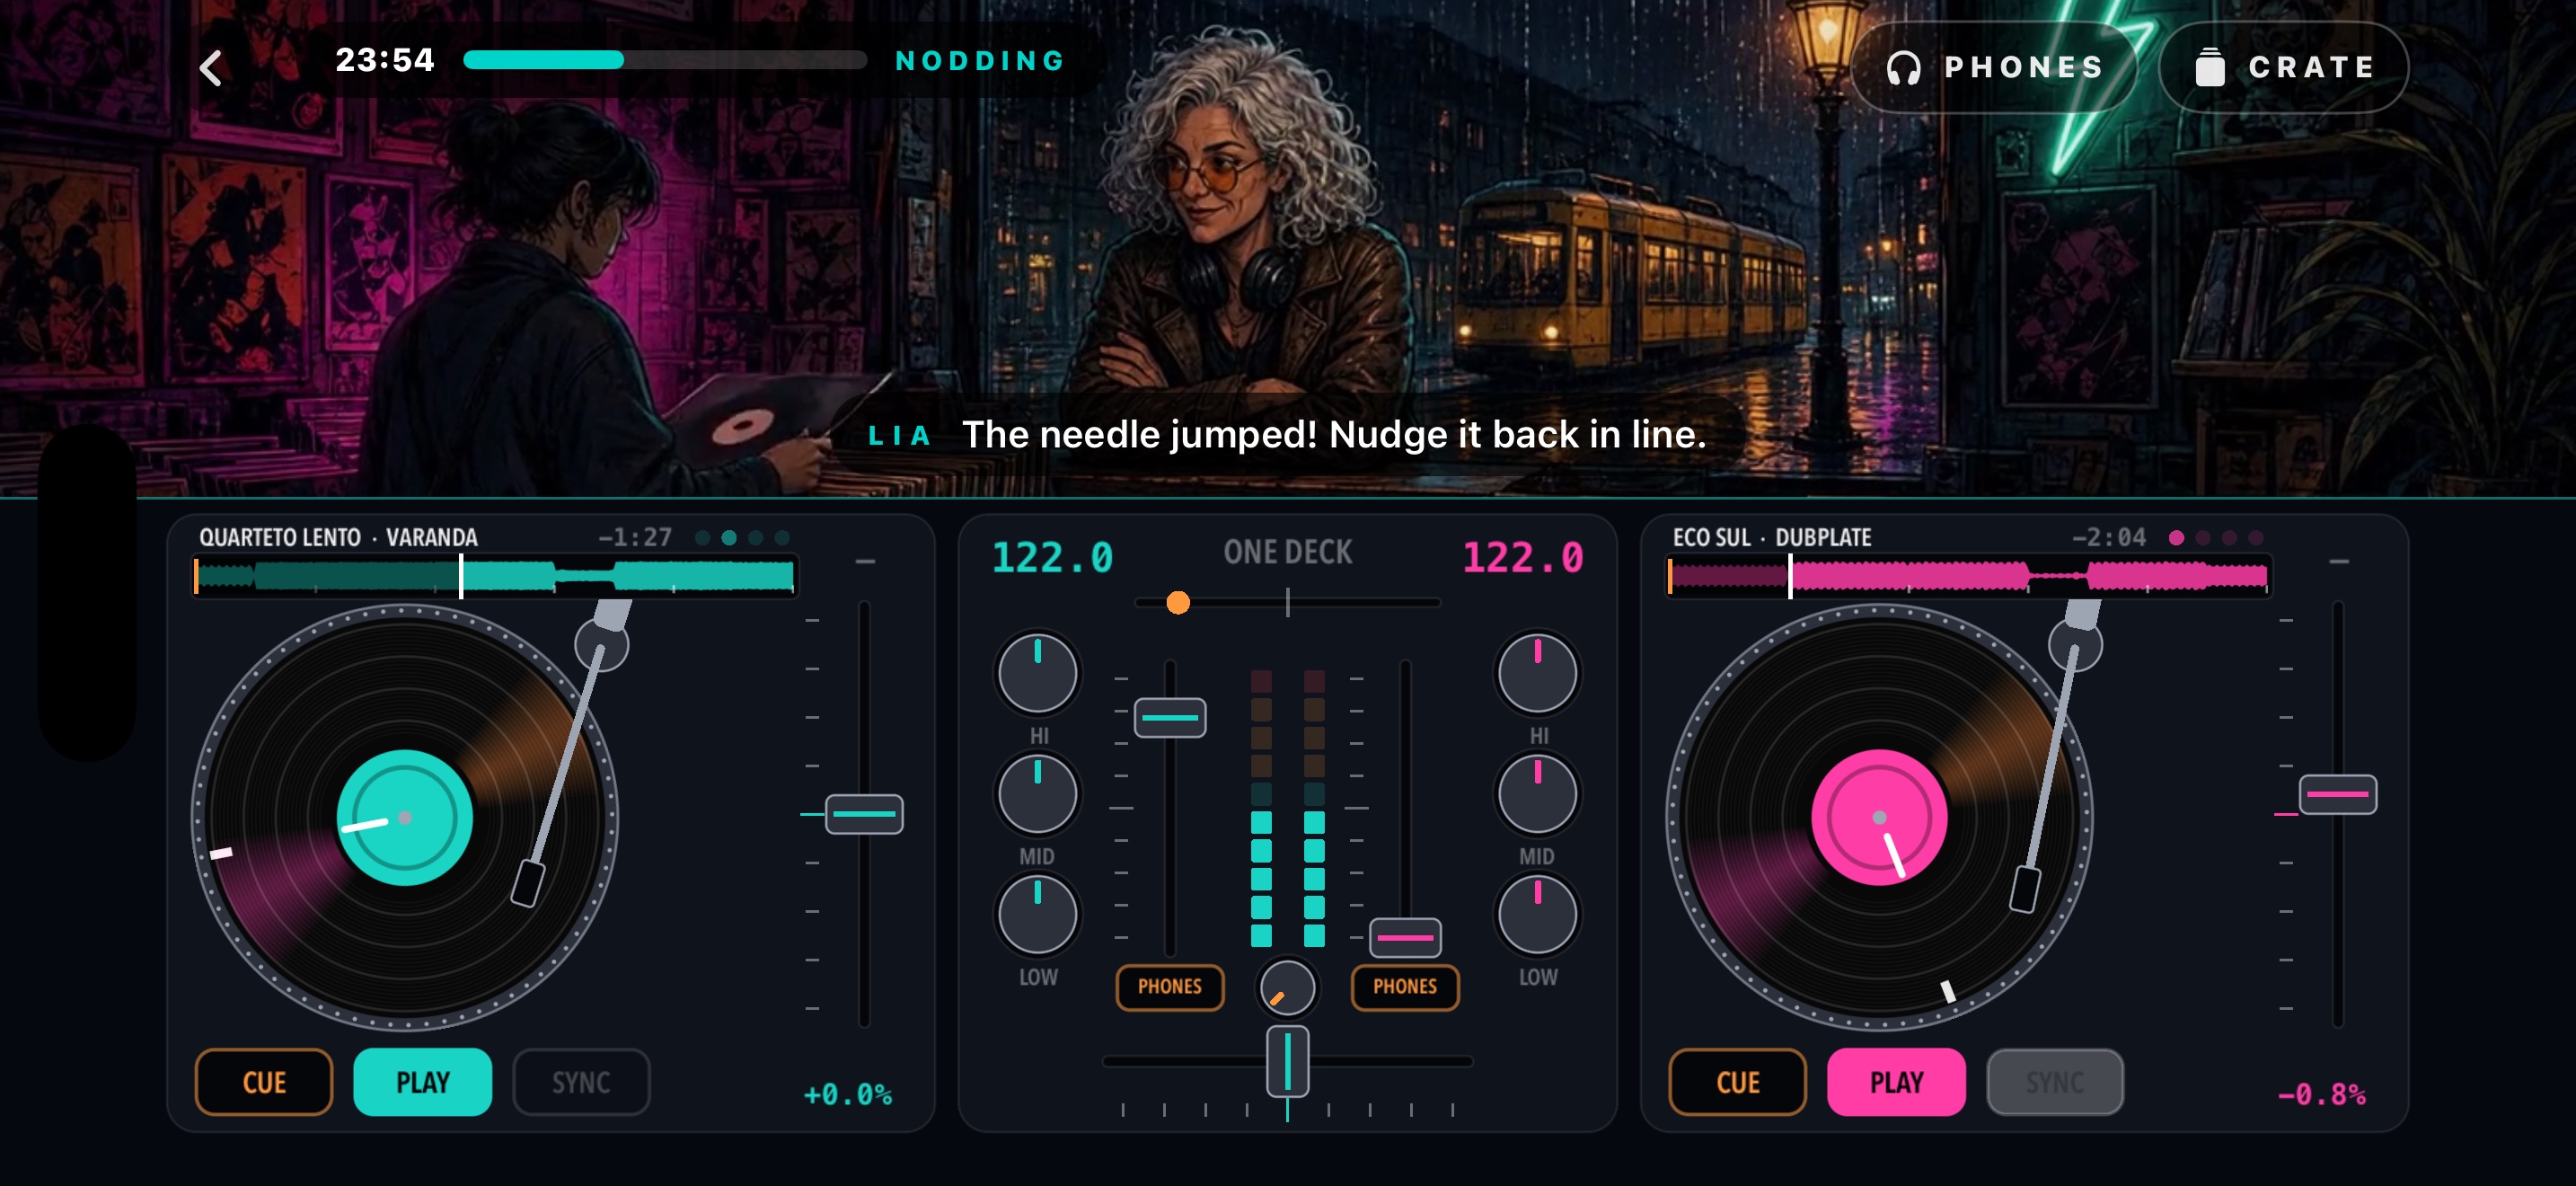 23:54 NODDING
PHONES CRATE
LIA The needle jumped! Nudge it back in line.
QUARTETO LENTO · VARANDA −1:27
122.0 ONE DECK 122.0
ECO SUL · DUBPLATE −2:04
HI HI
MID MID
LOW LOW
PHONES PHONES
CUE PLAY SYNC +0.0%
CUE PLAY SYNC −0.8%